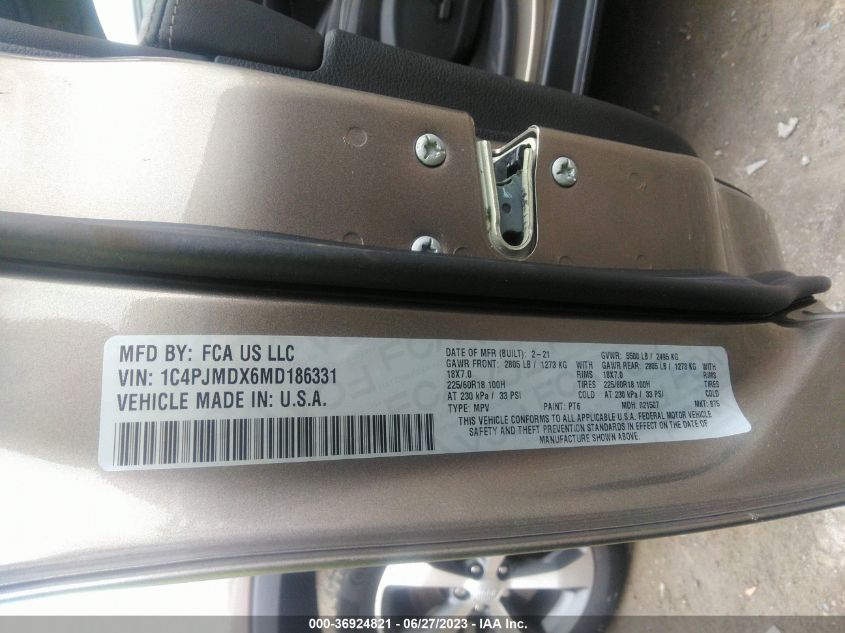 MFD BY: FCA US LLC
VIN: 1C4PJMDX6MD186331
VEHICLE MADE IN: U.S.A.
DATE OF MFR (BUILT): 2-21
GAWR FRONT: 2805 LB / 1273 KG
18X7.0
RIMS
225/60R18 100H
TIRES
AT 230 kPa / 33 PSI
TYPE: MPV
PAINT: PT6
GVWR: 5500 LB / 2495 KG
GAWR REAR: 2805 LB / 1273 KG
18X7.0
RIMS
225/60R18 100H
TIRES
AT 230 kPa / 33 PSI
MDH: 021507
MKT: 875
THIS VEHICLE CONFORMS TO ALL APPLICABLE U.S.A. FEDERAL MOTOR VEHICLE
SAFETY AND THEFT PREVENTION STANDARDS IN EFFECT ON THE DATE OF
MANUFACTURE SHOWN ABOVE.
000-36924821 - 06/27/2023 - IAA Inc.